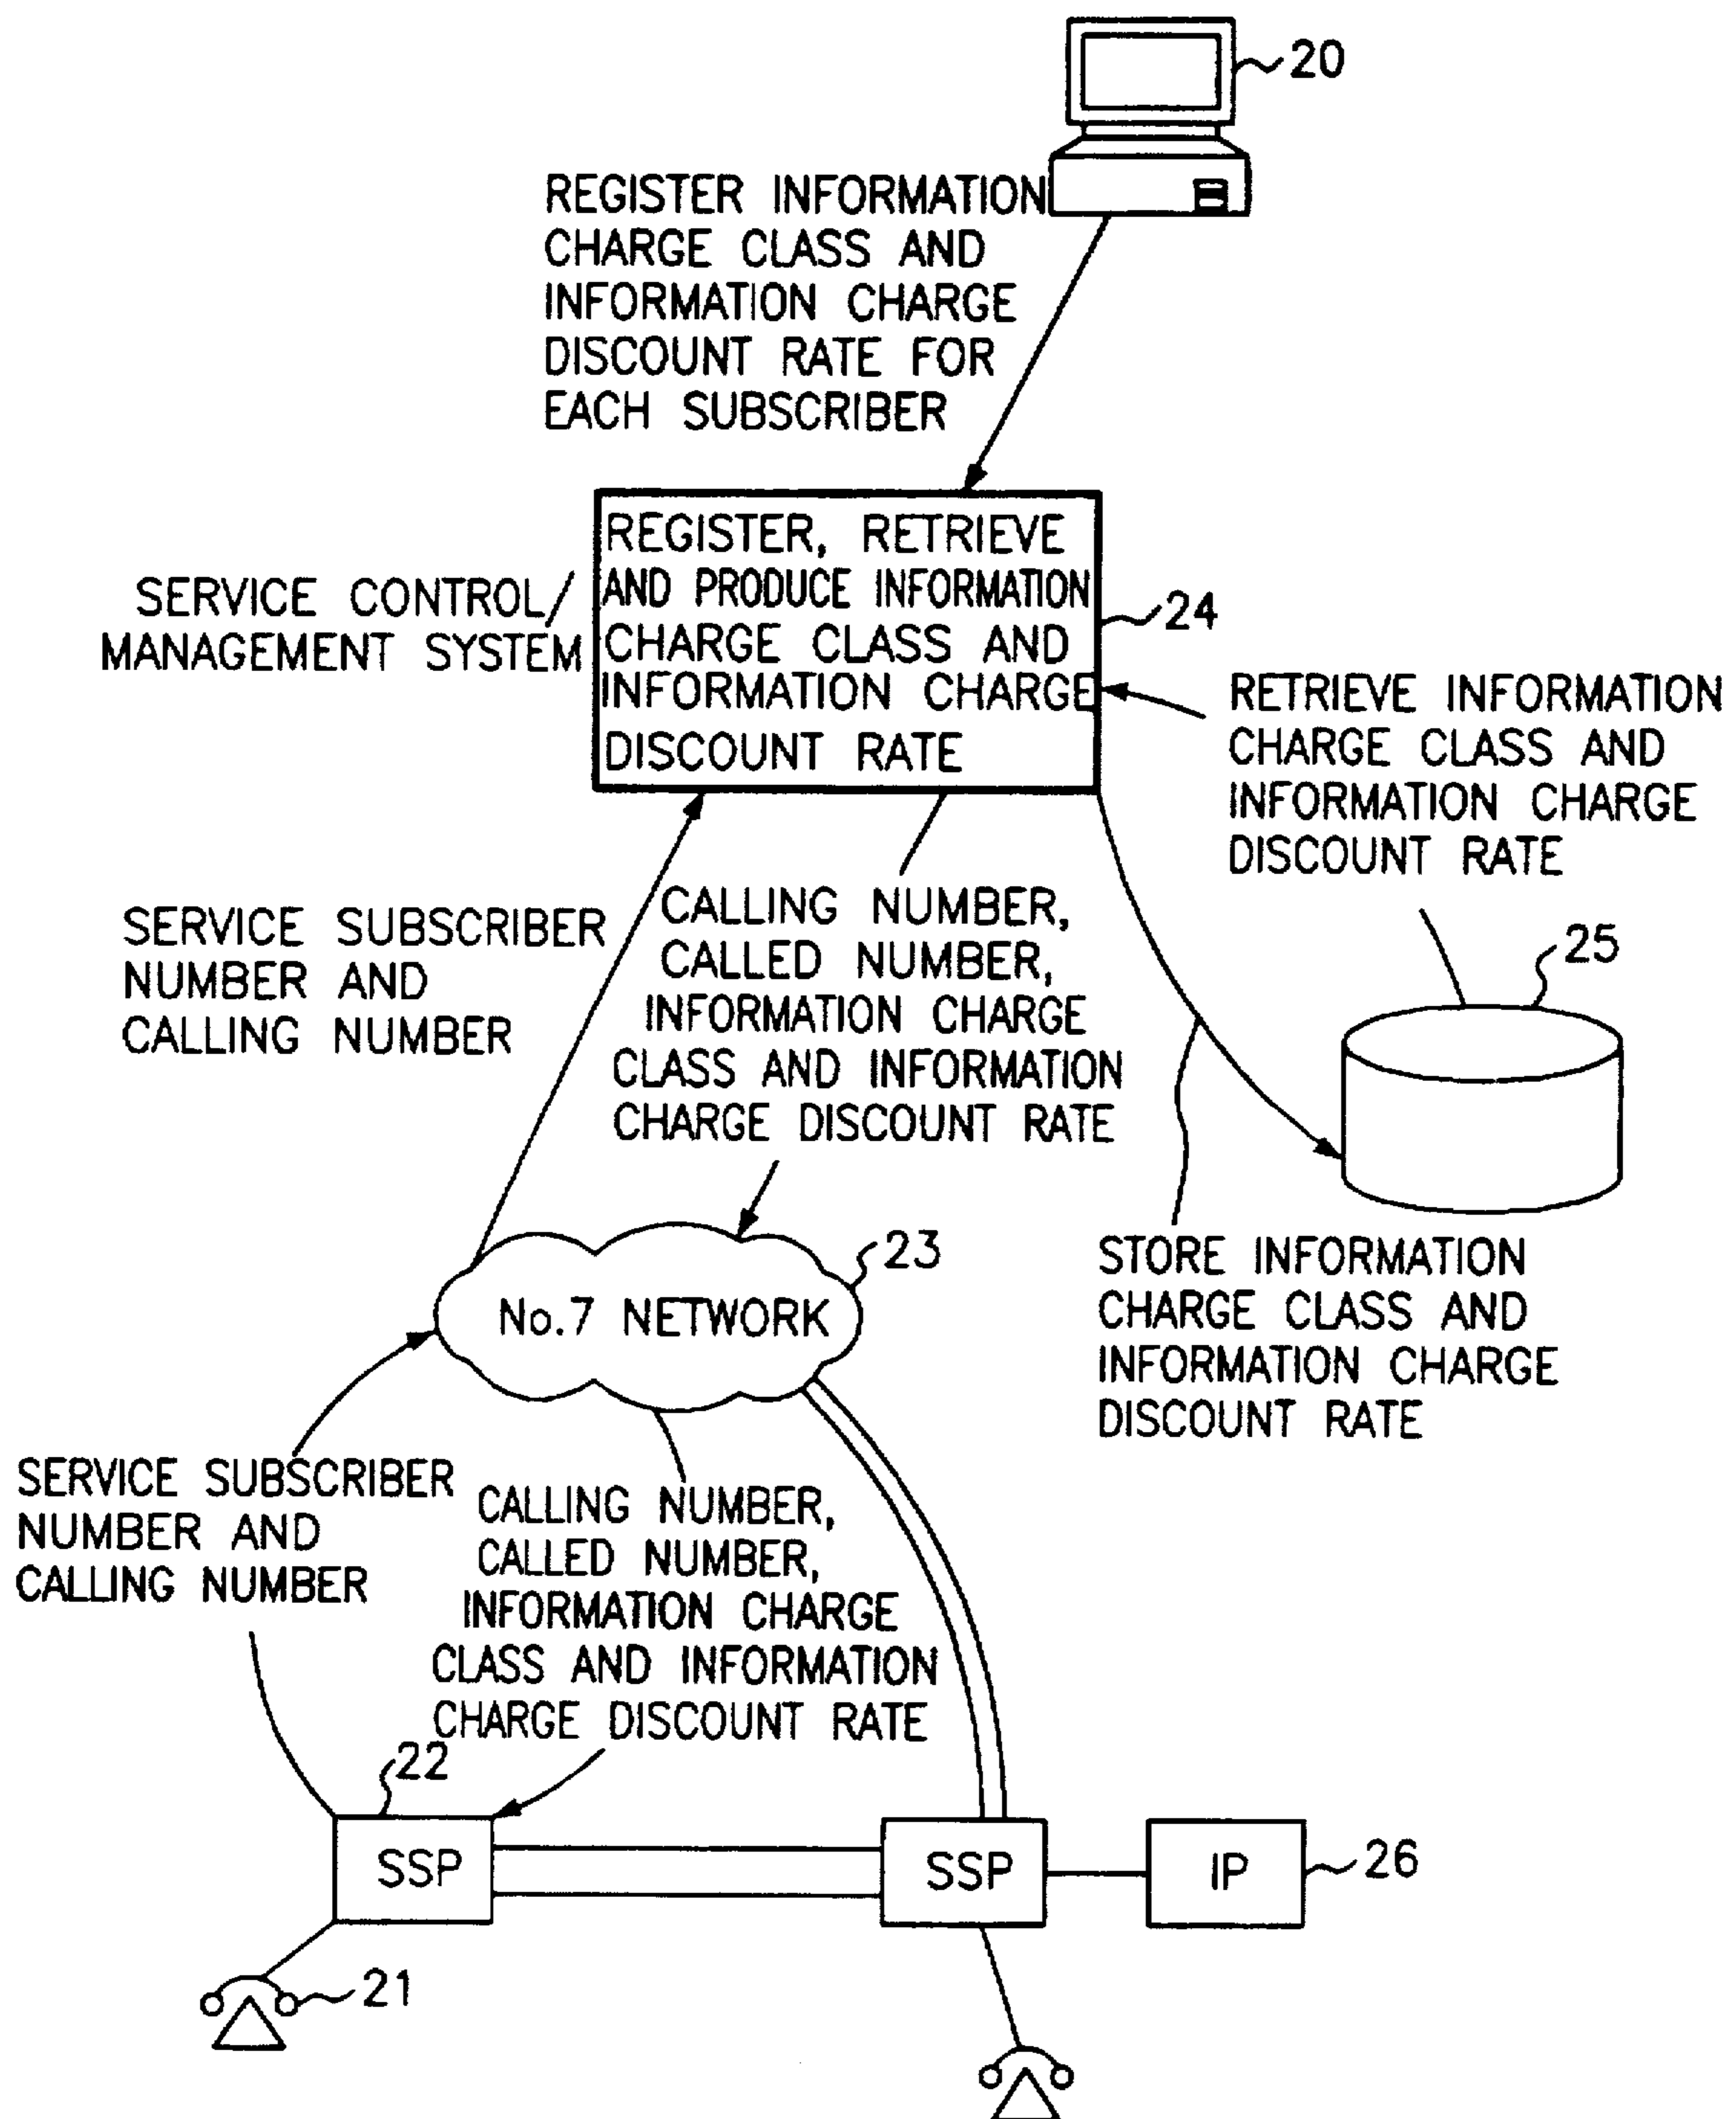 20
REGISTER INFORMATION
CHARGE CLASS AND
INFORMATION CHARGE
DISCOUNT RATE FOR
EACH SUBSCRIBER
SERVICE CONTROL/
MANAGEMENT SYSTEM
REGISTER, RETRIEVE
AND PRODUCE INFORMATION
CHARGE CLASS AND
INFORMATION CHARGE
DISCOUNT RATE
24
RETRIEVE INFORMATION
CHARGE CLASS AND
INFORMATION CHARGE
DISCOUNT RATE
SERVICE SUBSCRIBER
NUMBER AND
CALLING NUMBER
CALLING NUMBER,
CALLED NUMBER,
INFORMATION CHARGE
CLASS AND INFORMATION
CHARGE DISCOUNT RATE
25
23
No.7 NETWORK
STORE INFORMATION
CHARGE CLASS AND
INFORMATION CHARGE
DISCOUNT RATE
SERVICE SUBSCRIBER
NUMBER AND
CALLING NUMBER
CALLING NUMBER,
CALLED NUMBER,
INFORMATION CHARGE
CLASS AND INFORMATION
CHARGE DISCOUNT RATE
22
SSP
SSP
IP
26
21